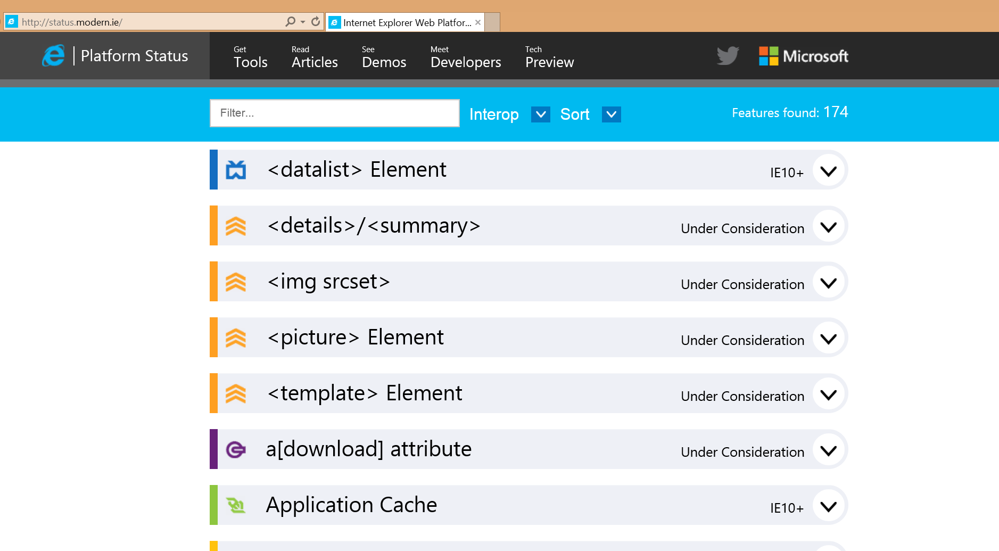 http://status.modern.ie/
Internet Explorer Web Platfor...
Platform Status
Get
Tools
Read
Articles
See
Demos
Meet
Developers
Tech
Preview
Microsoft
Filter...
Interop
Sort
Features found: 174
<datalist> Element
IE10+
<details>/<summary>
Under Consideration
<img srcset>
Under Consideration
<picture> Element
Under Consideration
<template> Element
Under Consideration
a[download] attribute
Under Consideration
Application Cache
IE10+